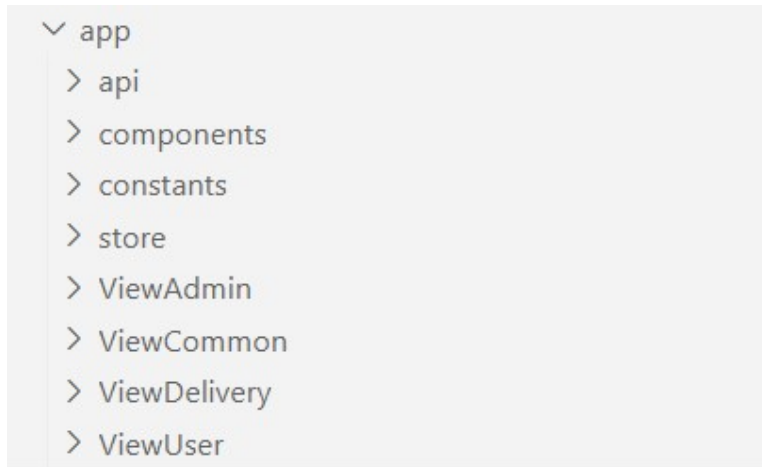 app
api
components
constants
store
ViewAdmin
ViewCommon
ViewDelivery
ViewUser